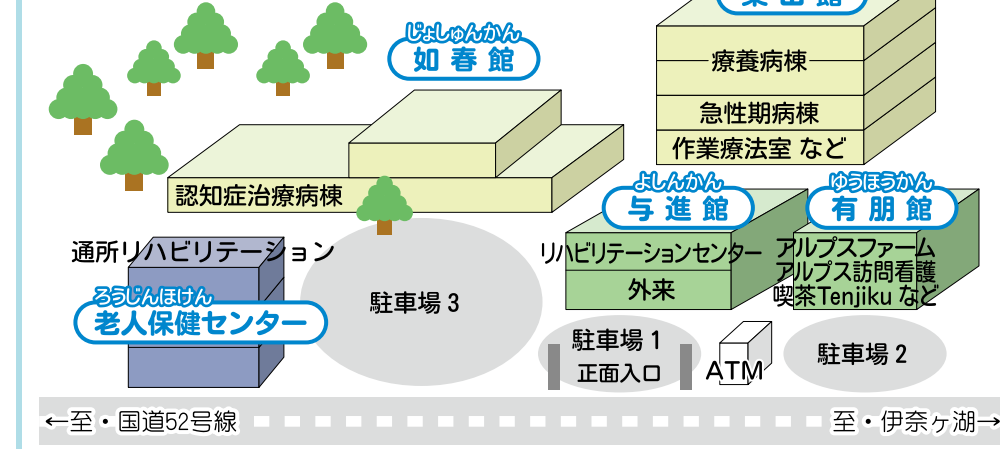 じょしゅんかん
如春館
療養病棟
急性期病棟
作業療法室 など
認知症治療病棟
よしんかん
与進館
ゆうほうかん
有朋館
通所リハビリテーション
リハビリテーションセンター
外来
アルプスファーム
アルプス訪問看護
喫茶Tenjiku など
ろうじんほけん
老人保健センター
駐車場 3
駐車場 1
正面入口
ATM
駐車場 2
←至・国道52号線
至・伊奈ヶ湖→